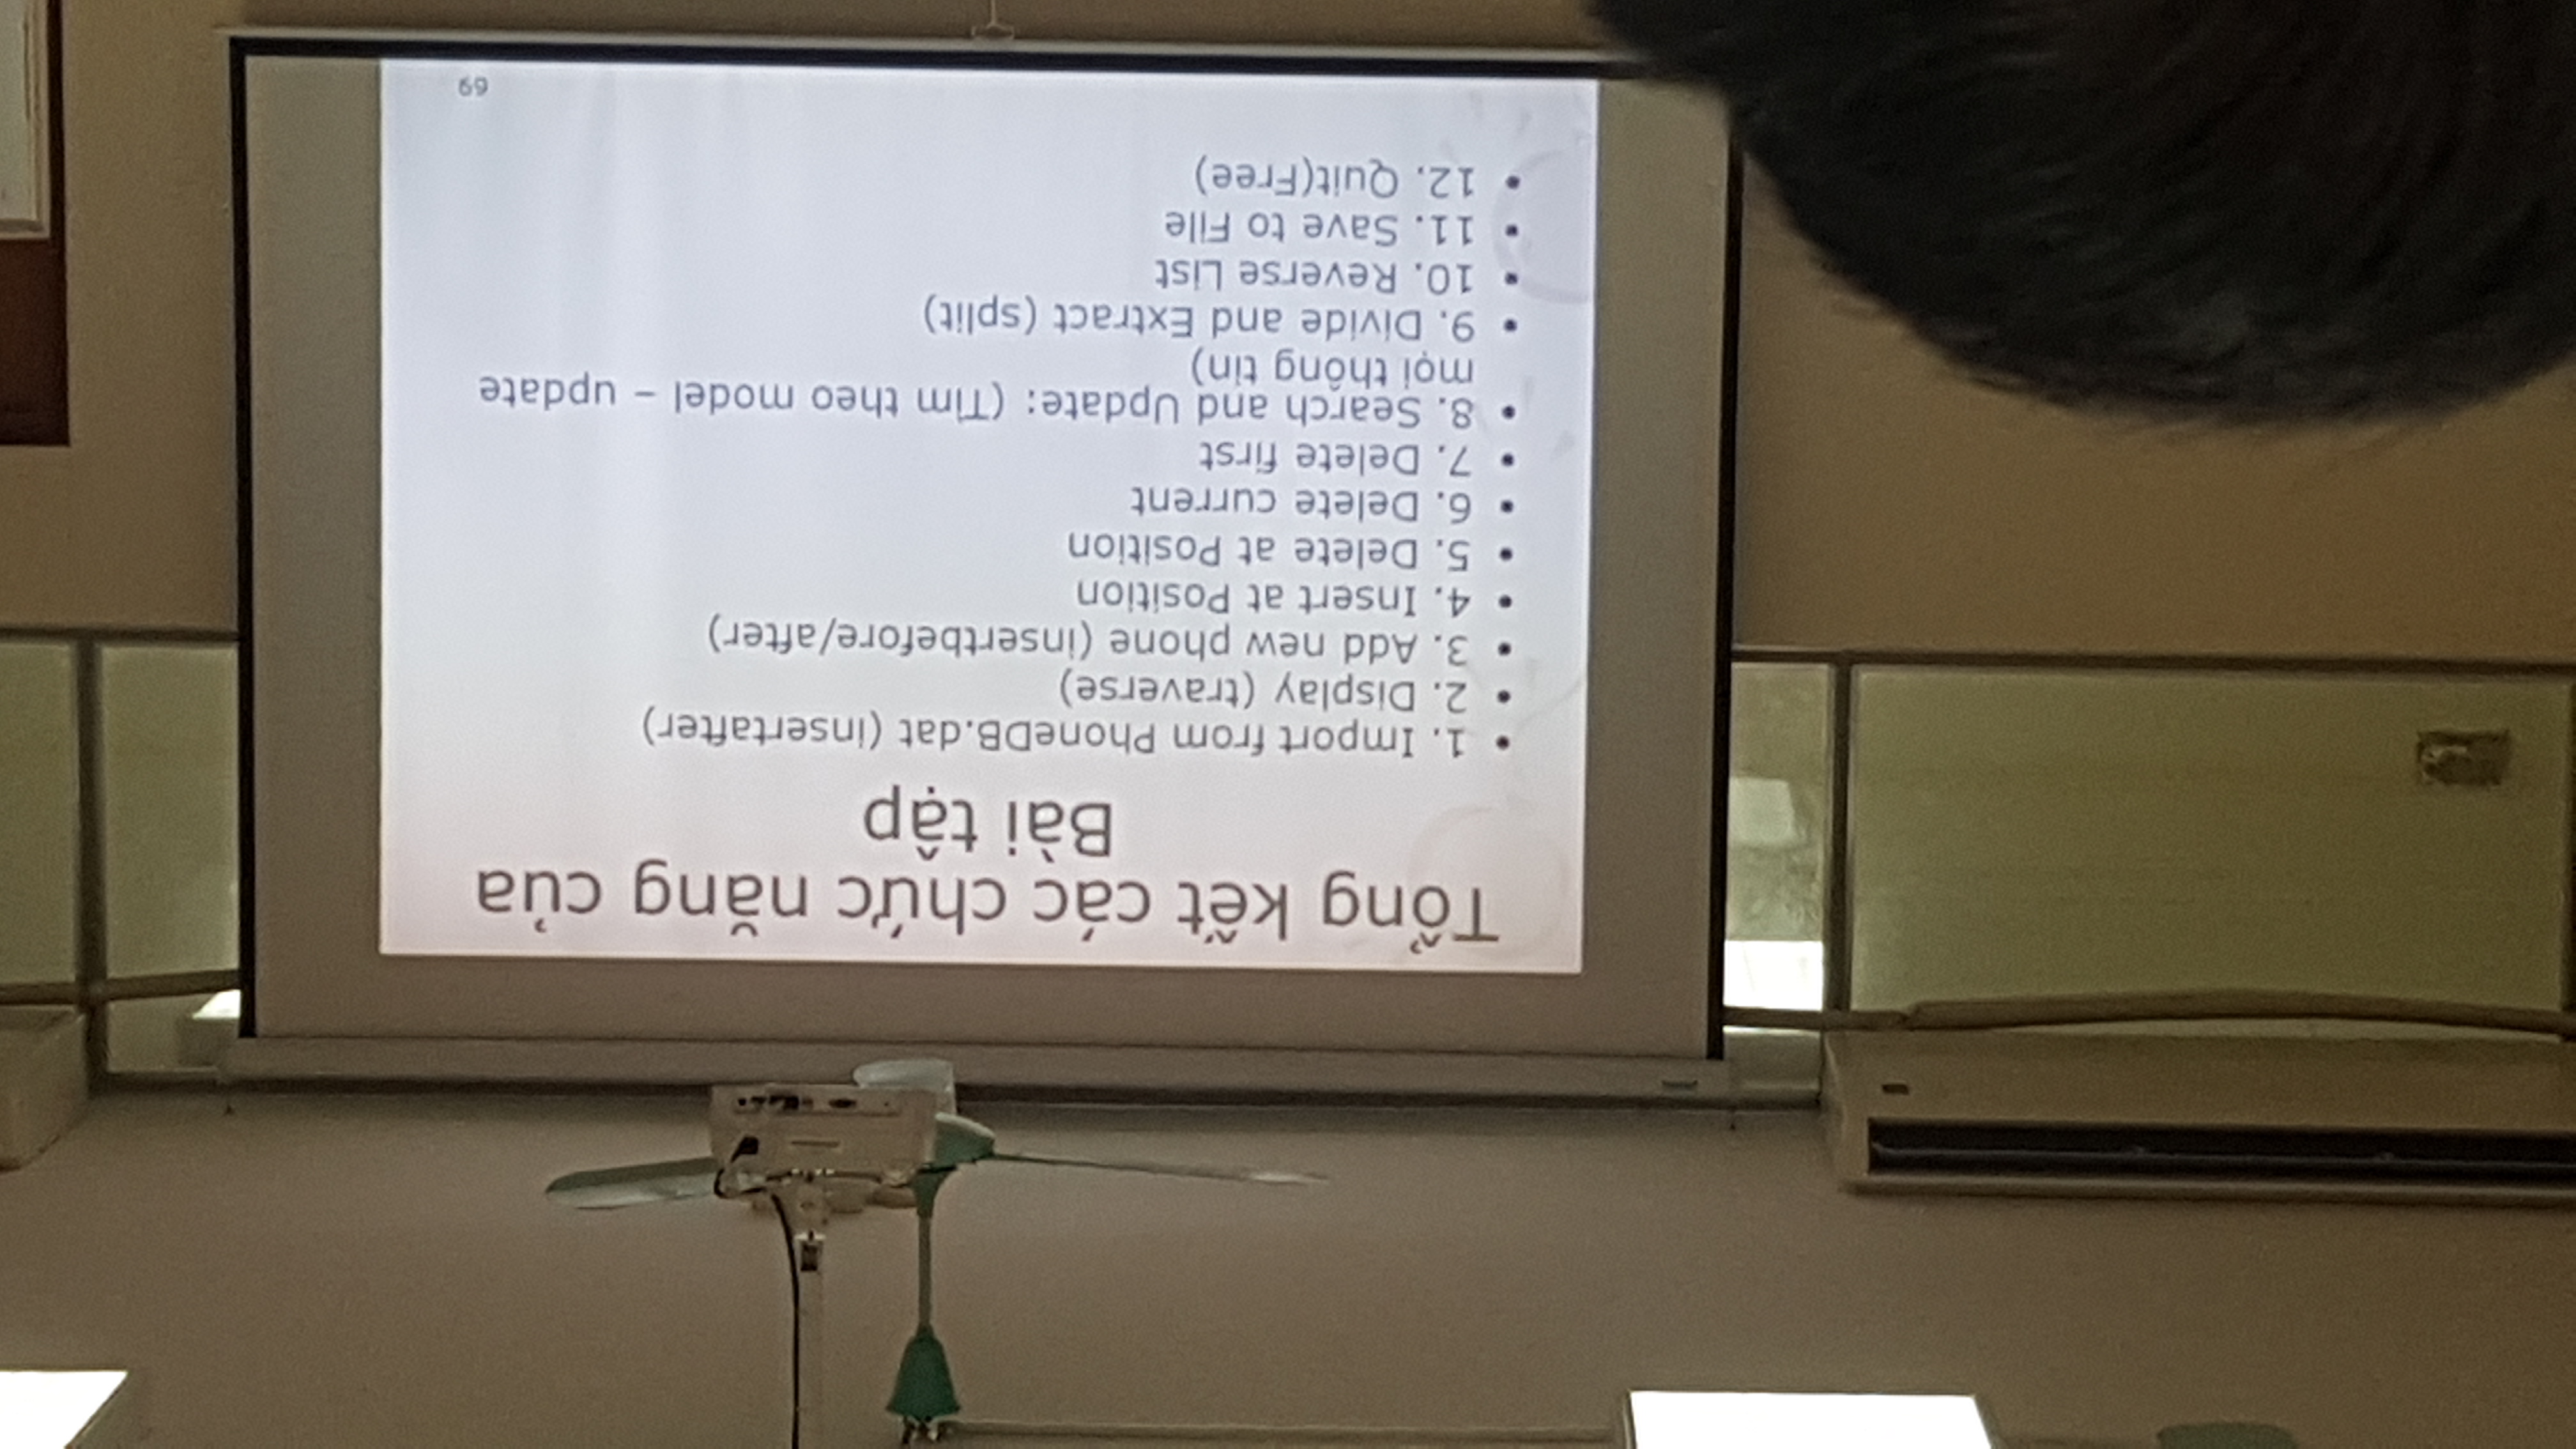 Tổng kết các chức năng của
Bài tập
• 1. Import from PhoneDB.dat (insertafter)
• 2. Display (traverse)
• 3. Add new phone (insertbefore/after)
• 4. Insert at Position
• 5. Delete at Position
• 6. Delete current
• 7. Delete first
• 8. Search and Update: (Tìm theo model – update
mọi thông tin)
• 9. Divide and Extract (split)
• 10. Reverse List
• 11. Save to File
• 12. Quit(Free)
69